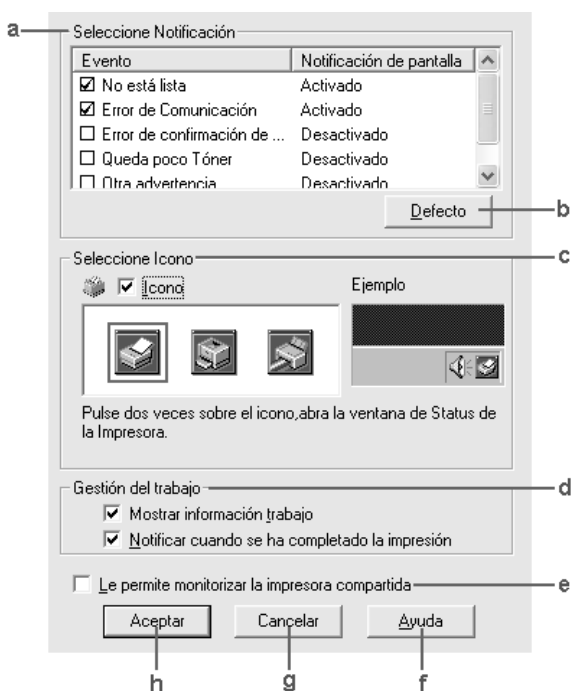 a
Seleccione Notificación
Evento Notificación de pantalla
No está lista Activado
Error de Comunicación Activado
Error de confirmación de ... Desactivado
Queda poco Tóner Desactivado
Otra advertencia Desactivado
Defecto b
Seleccione Icono c
Icono Ejemplo
Pulse dos veces sobre el icono,abra la ventana de Status de
la Impresora.
Gestión del trabajo d
Mostrar información trabajo
Notificar cuando se ha completado la impresión
Le permite monitorizar la impresora compartida e
Aceptar Cancelar Ayuda
h g f